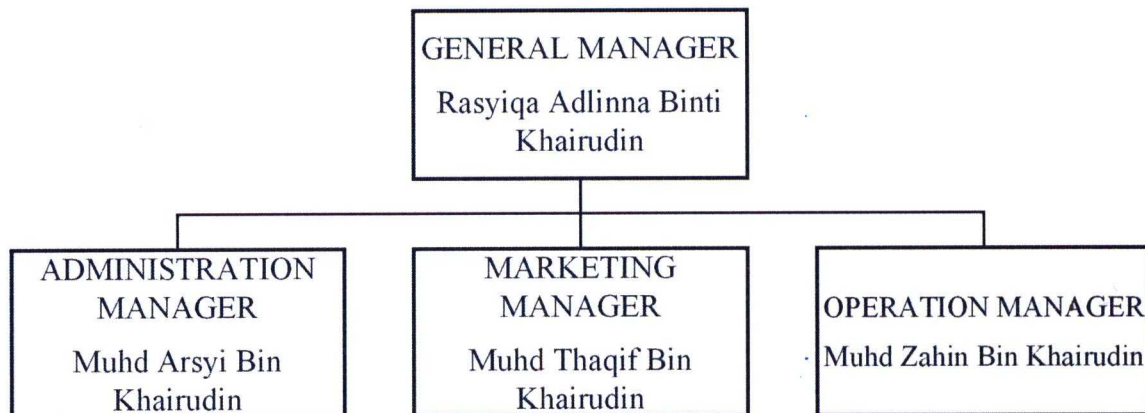 GENERAL MANAGER
Rasyiqa Adlinna Binti
Khairudin
ADMINISTRATION
MANAGER
Muhd Arsyi Bin
Khairudin
MARKETING
MANAGER
Muhd Thaqif Bin
Khairudin
OPERATION MANAGER
Muhd Zahin Bin Khairudin